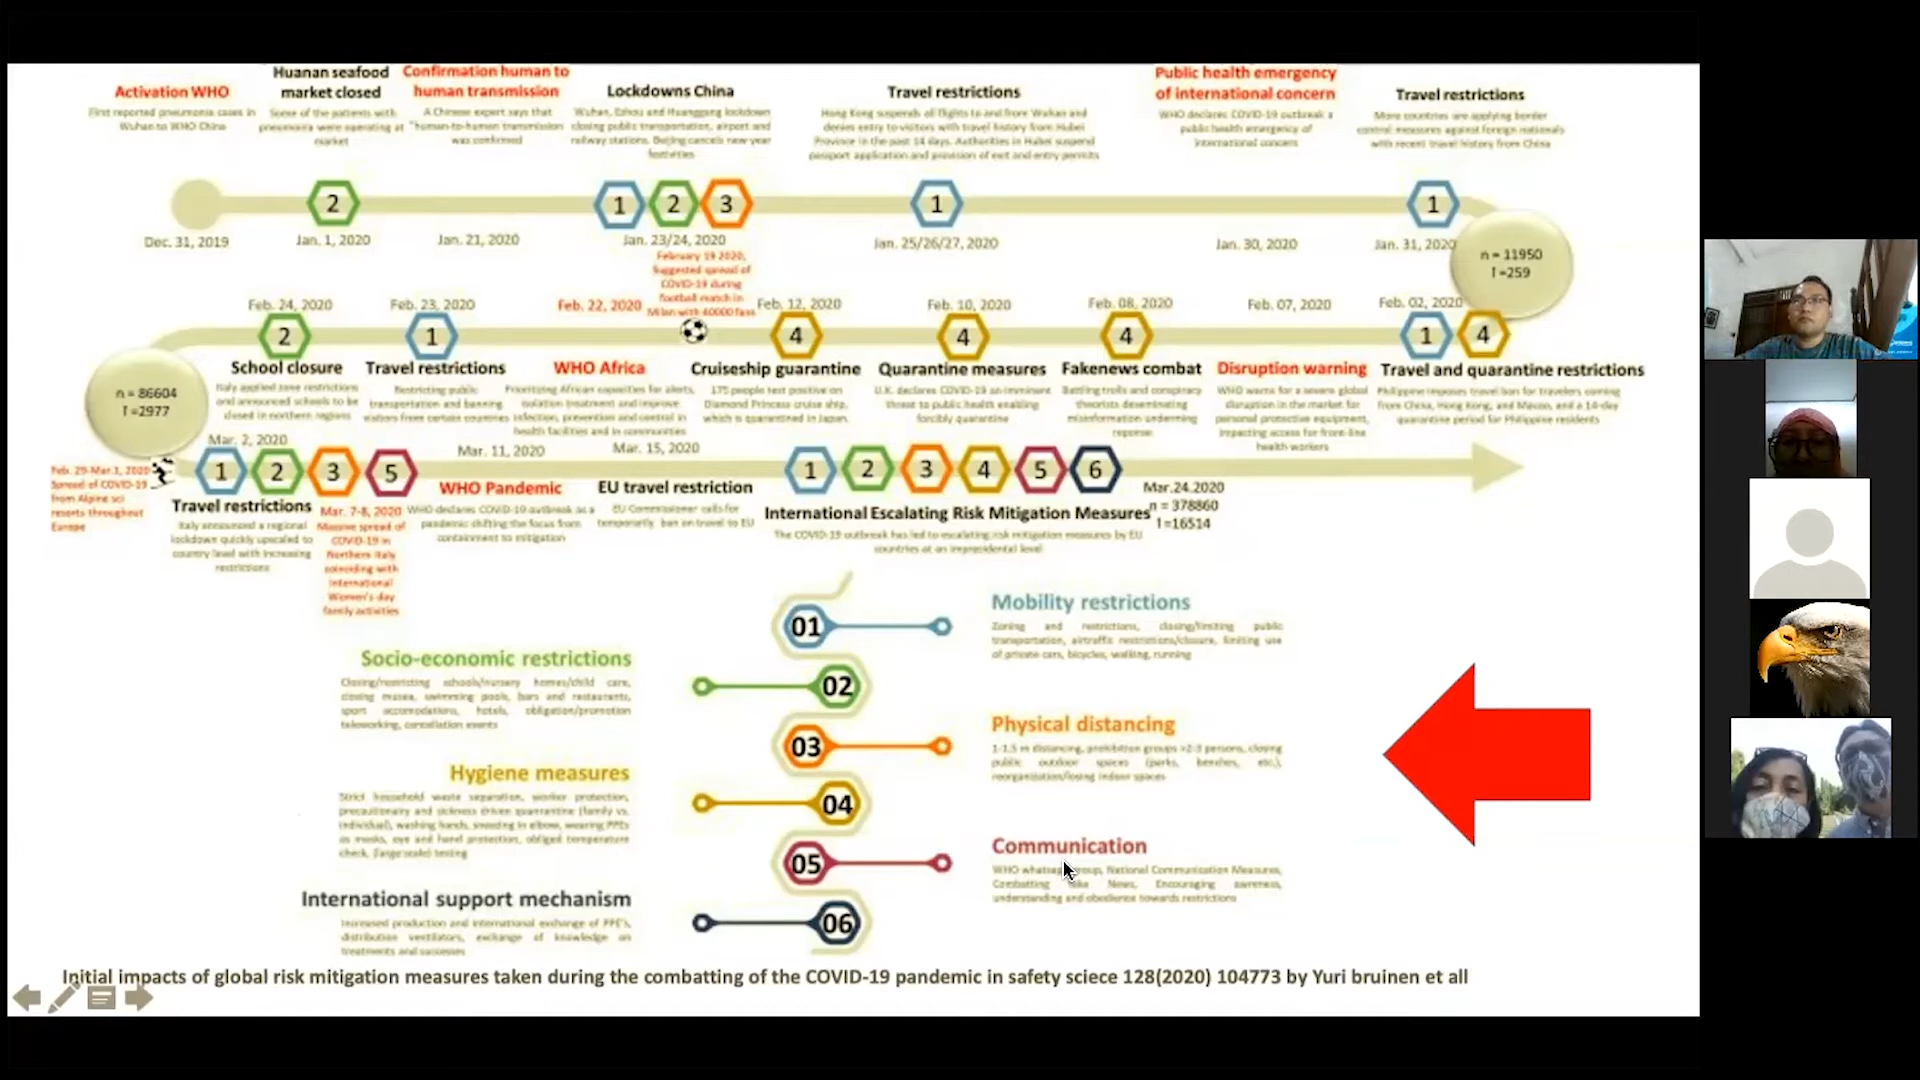 Activation WHO
First reported pneumonia cases in
Wuhan to WHO China
Huanan seafood
market closed
Some of the patients with
pneumonia were operating at
market
Confirmation human to
human transmission
A Chinese expert says that
"human-to-human transmission
was confirmed
Lockdowns China
Wuhan, Ezhou and Huanggang lockdown
closing public transportation, airport and
railway stations. Beijing cancels new year
festivities
Travel restrictions
Hong Kong suspends all flights to and from Wuhan and
denies entry to visitors with travel history from Hubei
Province in the past 14 days. Authorities in Hubei suspend
passport application and provision of exit and entry permits
Public health emergency
of international concern
WHO declares COVID-19 outbreak a
public health emergency of
international concern
Travel restrictions
More countries are applying border
control measures against foreign nationals
with recent travel history from China
2
1
2
3
1
1
Dec. 31, 2019
Jan. 1, 2020
Jan. 21, 2020
Jan. 23/24, 2020
Jan. 25/26/27, 2020
Jan. 30, 2020
Jan. 31, 2020
n = 11950
† =259
February 19 2020,
Suggested spread of
COVID-19 during
football match in
Milan with 40000 fans
Feb. 24, 2020
Feb. 23, 2020
Feb. 22, 2020
Feb. 12, 2020
Feb. 10, 2020
Feb. 08, 2020
Feb. 07, 2020
Feb. 02, 2020
2
1
4
4
4
1
4
School closure
Italy applied zone restrictions
and announced schools to be
closed in northern regions
Travel restrictions
Restricting public
transportation and banning
visitors from certain countries
WHO Africa
Prioritizing African capacities for alerts,
isolation treatment and improve
infection, prevention and control in
health facilities and in communities
Cruiseship guarantine
175 people test positive on
Diamond Princess cruise ship,
which is quarantined in Japan.
Quarantine measures
U.K. declares COVID-19 an imminent
threat to public health enabling
forcibly quarantine
Fakenews combat
Battling trolls and conspiracy
theorists deseminating
misinformation underming
reponse
Disruption warning
WHO warns for a severe global
disruption in the market for
personal protective equipment,
impacting access for front-line
health workers
Travel and quarantine restrictions
Philippine imposes travel ban for travelers coming
from China, Hong Kong, and Macao, and a 14-day
quarantine period for Philippine residents
n = 86604
† =2977
Feb. 29-Mar.1, 2020
Spread of COVID-19
from Alpine sci
resorts throughout
Europe
Mar. 2, 2020
Mar. 11, 2020
Mar. 15, 2020
1
2
3
5
1
2
3
4
5
6
Travel restrictions
Italy announced a regional
lockdown quickly upscaled to
country level with increasing
restrictions
Mar. 7-8, 2020
Massive spread of
COVID-19 in
Northern Italy
coinciding with
International
Women's day
family activities
WHO Pandemic
WHO declares COVID-19 outbreak as a
pandemic shifting the focus from
containment to mitigation
EU travel restriction
EU Commissioner calls for
temporarily ban on travel to EU
International Escalating Risk Mitigation Measures
The COVID-19 outbreak has led to escalating risk mitigation measures by EU
countries at an imprecidental level
Mar.24.2020
n = 378860
† =16514
01
Mobility restrictions
Zoning and restrictions, closing/limiting public
transportation, airtraffic restrictions/closure, limiting use
of private cars, bicycles, walking, running
Socio-economic restrictions
Closing/restricting schools/nursery homes/child care,
closing musea, swimming pools, bars and restaurants,
sport accomodations, hotels, obligation/promotion
teleworking, cancellation events
02
03
Physical distancing
1-1.5 m distancing, prohibition groups >2-3 persons, closing
public outdoor spaces (parks, benches, etc.),
reorganization/losing indoor spaces
Hygiene measures
Strict household waste separation, worker protection,
precautionary and sickness driven quarantine (family vs.
individual), washing hands, sneezing in elbow, wearing PPEs
as masks, eye and hand protection, obliged temperature
check, (large scale) testing
04
05
Communication
WHO whatsapp group, National Communication Measures,
Combatting News, Encouraging awareness,
understanding and obedience towards restrictions
International support mechanism
Increased production and international exchange of PPE's,
distribution ventilators, exchange of knowledge on
treatments and successes
06
Initial impacts of global risk mitigation measures taken during the combatting of the COVID-19 pandemic in safety sciece 128(2020) 104773 by Yuri bruinen et all